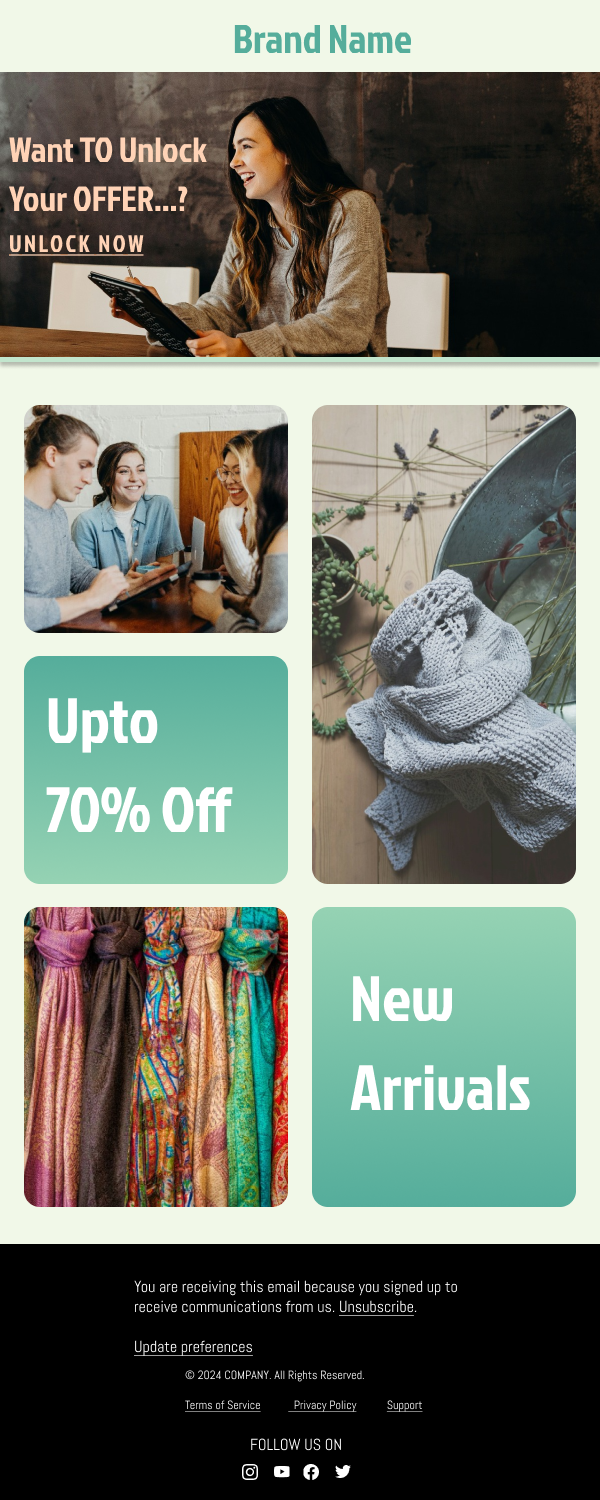 Brand Name
Want TO Unlock
Your OFFER...?
UNLOCK NOW
Upto
70% Off
New
Arrivals
You are receiving this email because you signed up to
receive communications from us. Unsubscribe.
Update preferences
© 2024 COMPANY. All Rights Reserved.
Terms of Service Privacy Policy Support
FOLLOW US ON